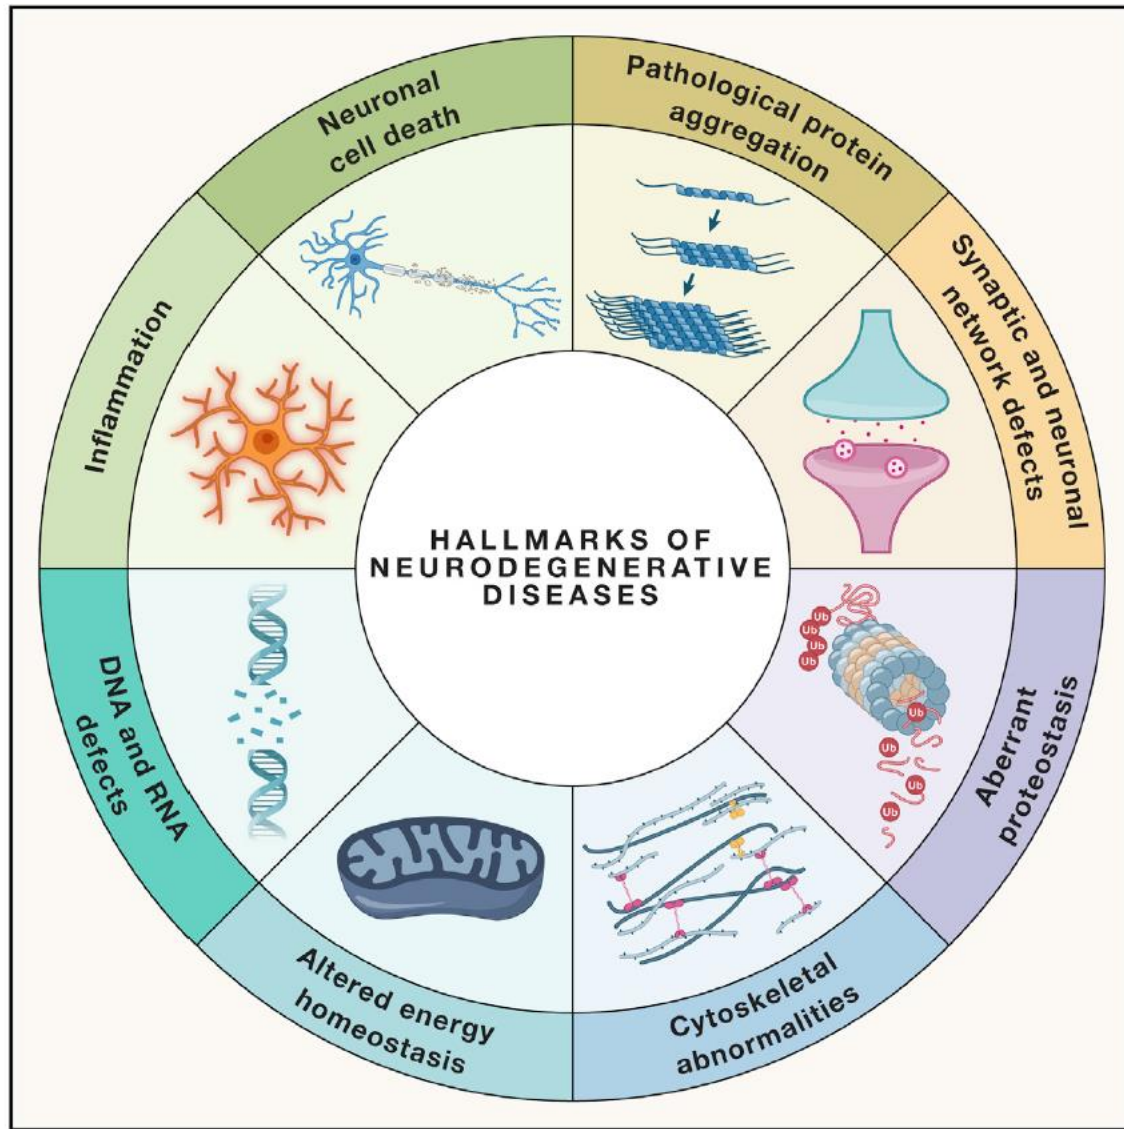 Neuronal
cell death
Pathological protein
aggregation
Synaptic and neuronal
network defects
Aberrant
proteostasis
Cytoskeletal
abnormalities
Altered energy
homeostasis
DNA and RNA
defects
Inflammation
HALLMARKS OF
NEURODEGENERATIVE
DISEASES
Ub
Ub
Ub
Ub
Ub
Ub
Ub
Ub